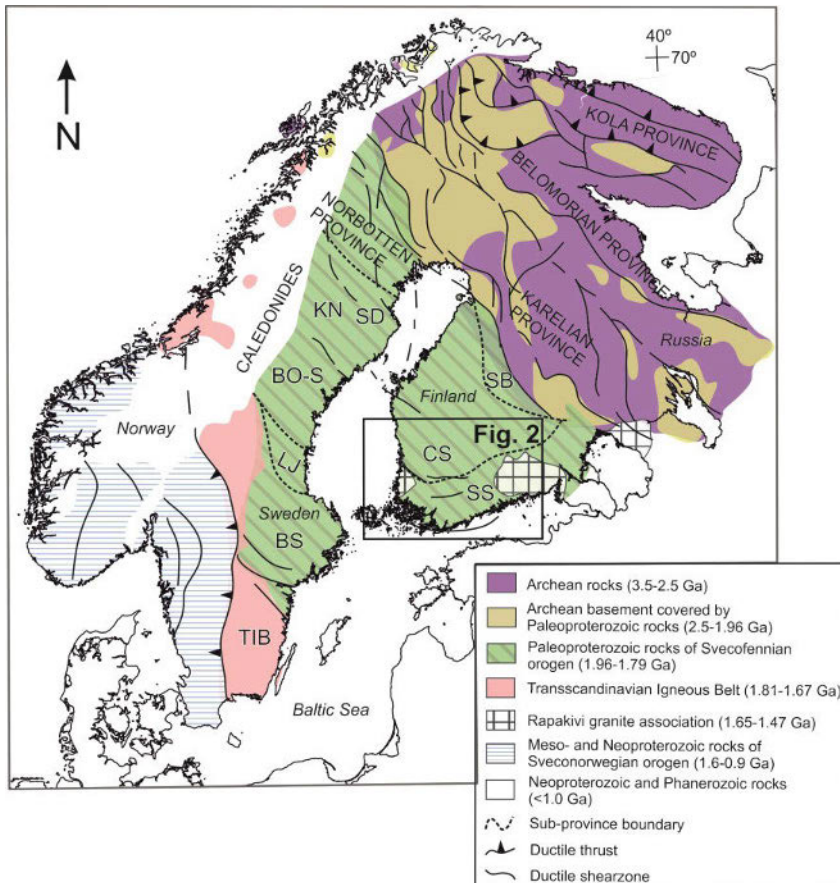 40°
70°
N
KOLA PROVINCE
BELOMORIAN PROVINCE
NORBOTTEN
PROVINCE
KARELIAN
PROVINCE
Russia
CALEDONIDES
KN
SD
BO-S
SB
Finland
Norway
Fig. 2
CS
LJ
SS
Sweden
BS
TIB
Baltic Sea
Archean rocks (3.5-2.5 Ga)
Archean basement covered by
Paleoproterozoic rocks (2.5-1.96 Ga)
Paleoproterozoic rocks of Svecofennian
orogen (1.96-1.79 Ga)
Transscandinavian Igneous Belt (1.81-1.67 Ga)
Rapakivi granite association (1.65-1.47 Ga)
Meso- and Neoproterozoic rocks of
Sveconorwegian orogen (1.6-0.9 Ga)
Neoproterozoic and Phanerozoic rocks
(<1.0 Ga)
Sub-province boundary
Ductile thrust
Ductile shearzone